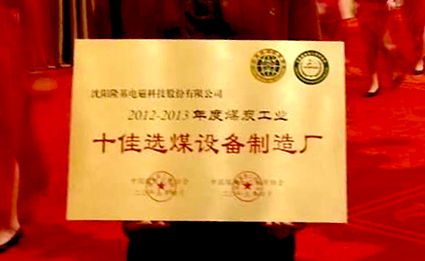 沈阳隆基电磁科技股份有限公司
2012-2013年度煤炭工业
十佳选煤设备制造厂